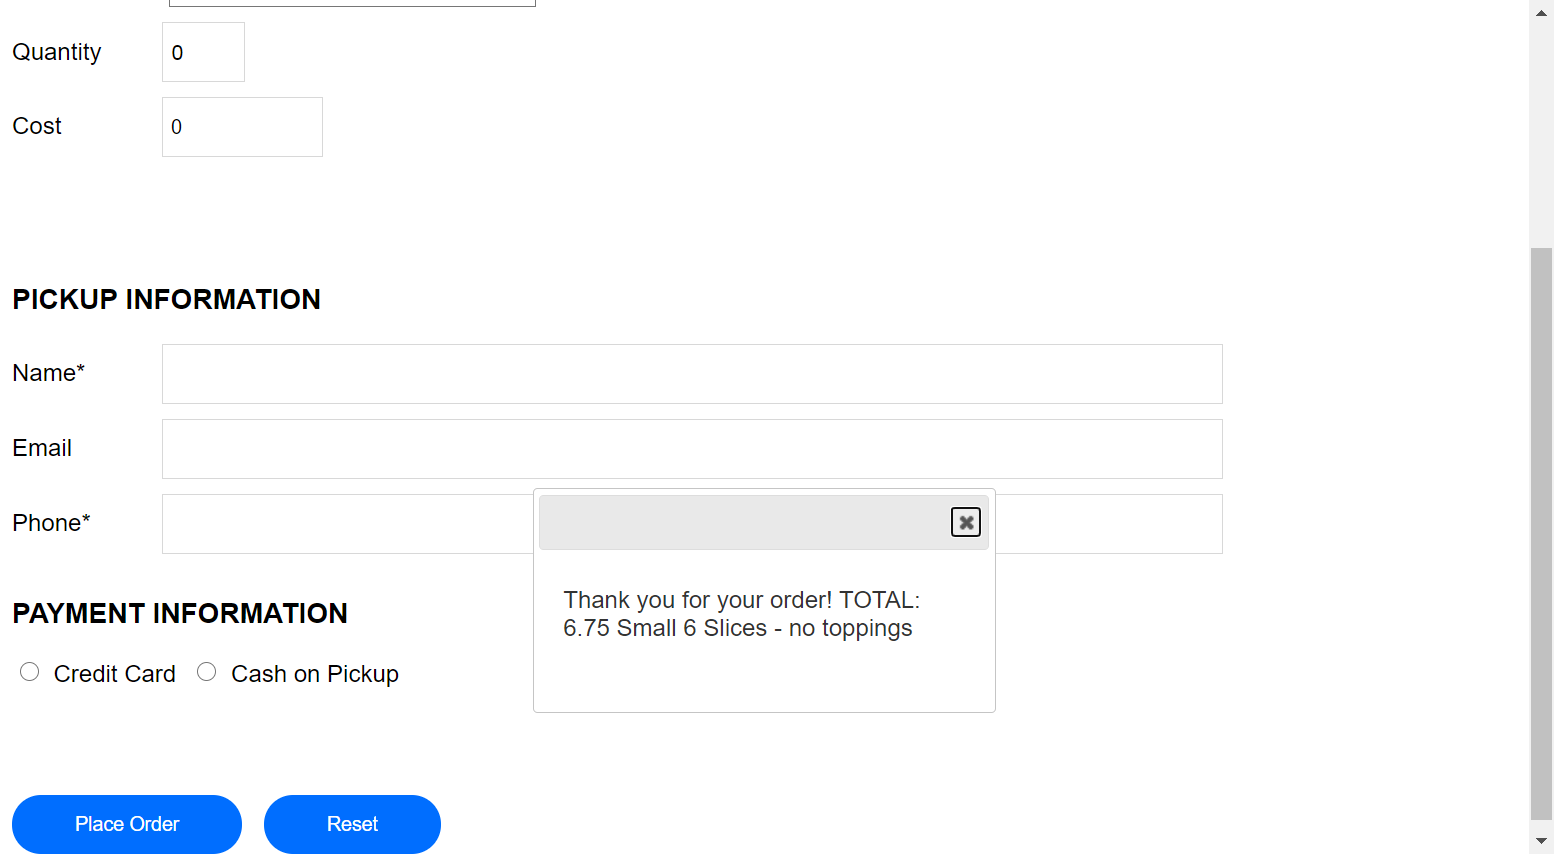 Quantity 0
Cost 0
PICKUP INFORMATION
Name*
Email
Phone*
Thank you for your order! TOTAL:
6.75 Small 6 Slices - no toppings
PAYMENT INFORMATION
Credit Card Cash on Pickup
Place Order Reset